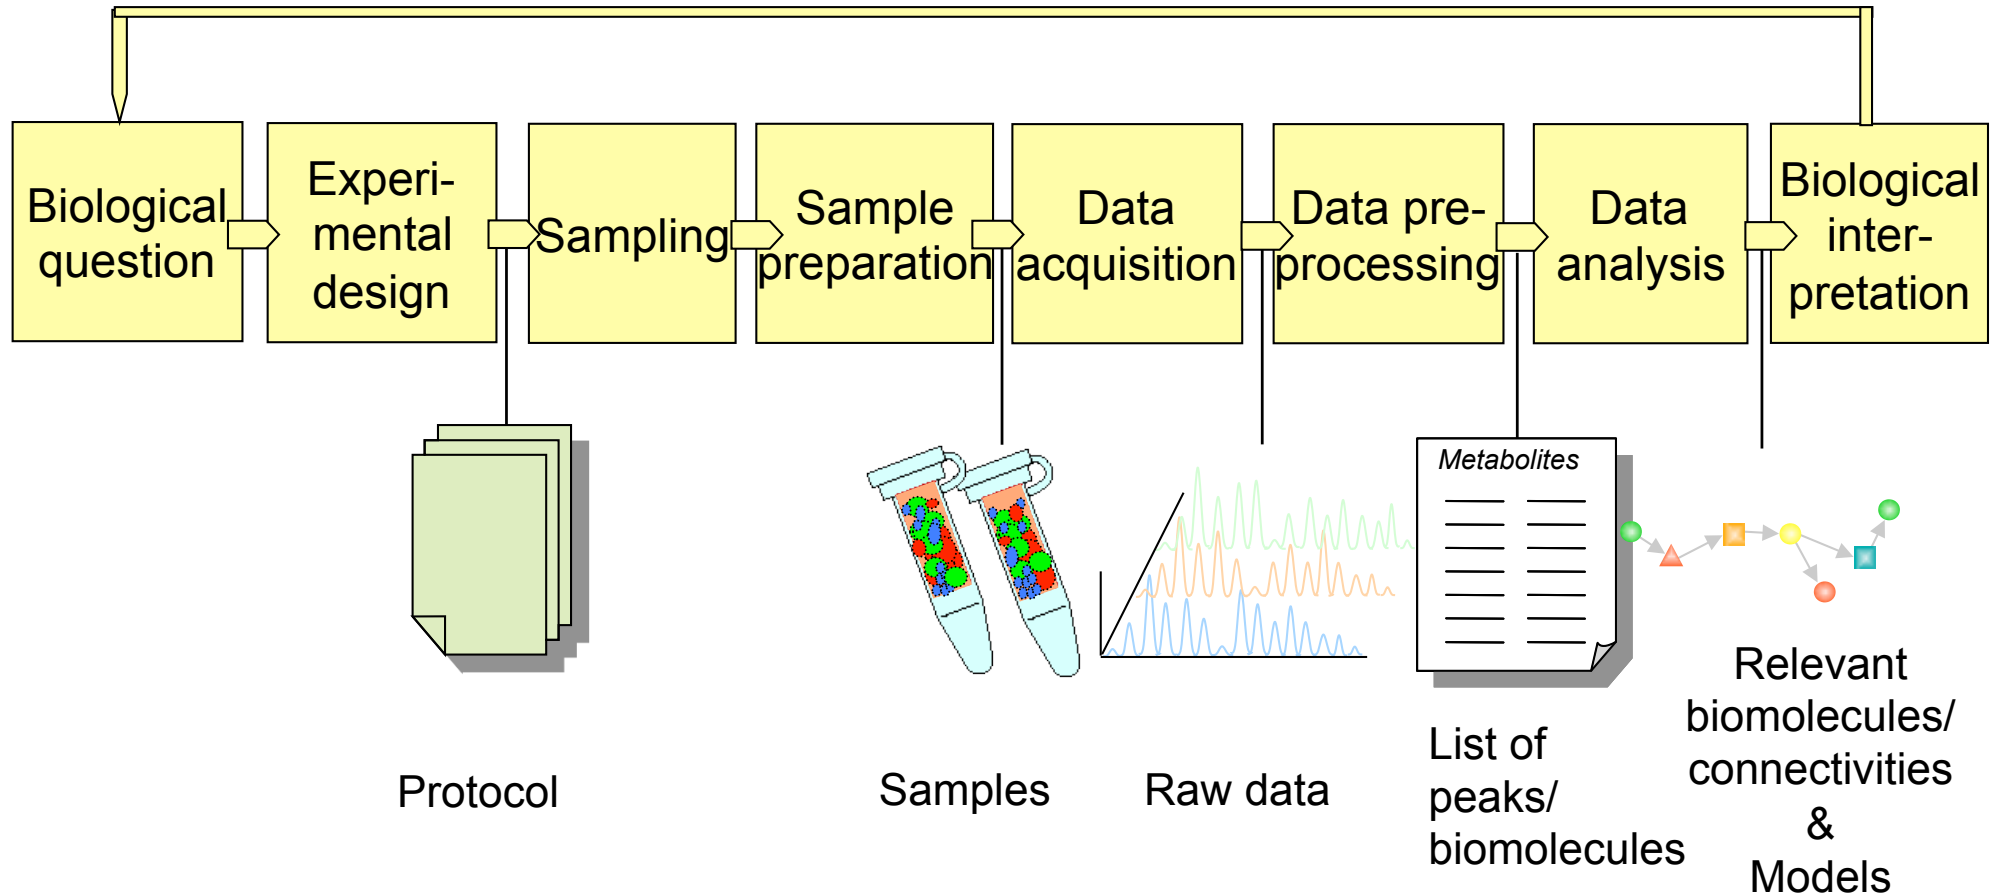 Biological
question
Experi-
mental
design
Sampling
Sample
preparation
Data
acquisition
Data pre-
processing
Data
analysis
Biological
inter-
pretation
Metabolites
Protocol
Samples
Raw data
List of
peaks/
biomolecules
Relevant
biomolecules/
connectivities
&
Models